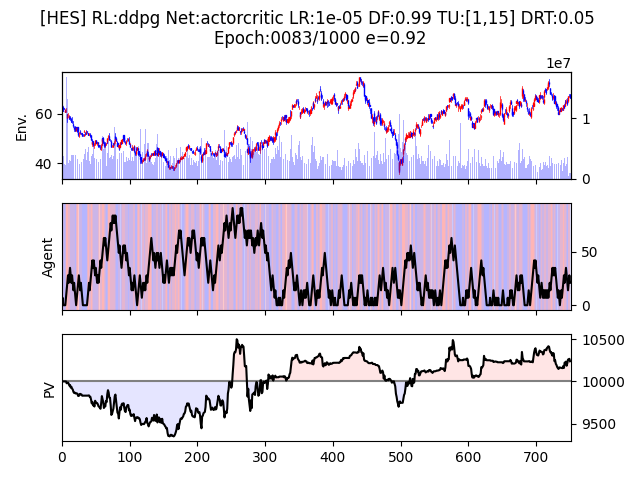 [HES] RL:ddpg Net:actorcritic LR:1e-05 DF:0.99 TU:[1,15] DRT:0.05
Epoch:0083/1000 e=0.92
1e7
Env.
60
40
1
0
Agent
50
0
PV
10500
10000
9500
0 100 200 300 400 500 600 700